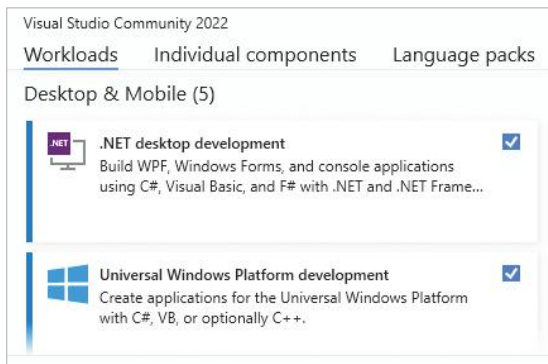 Visual Studio Community 2022
Workloads Individual components Language packs
Desktop & Mobile (5)
.NET
.NET desktop development
Build WPF, Windows Forms, and console applications
using C#, Visual Basic, and F# with .NET and .NET Frame...
Universal Windows Platform development
Create applications for the Universal Windows Platform
with C#, VB, or optionally C++.